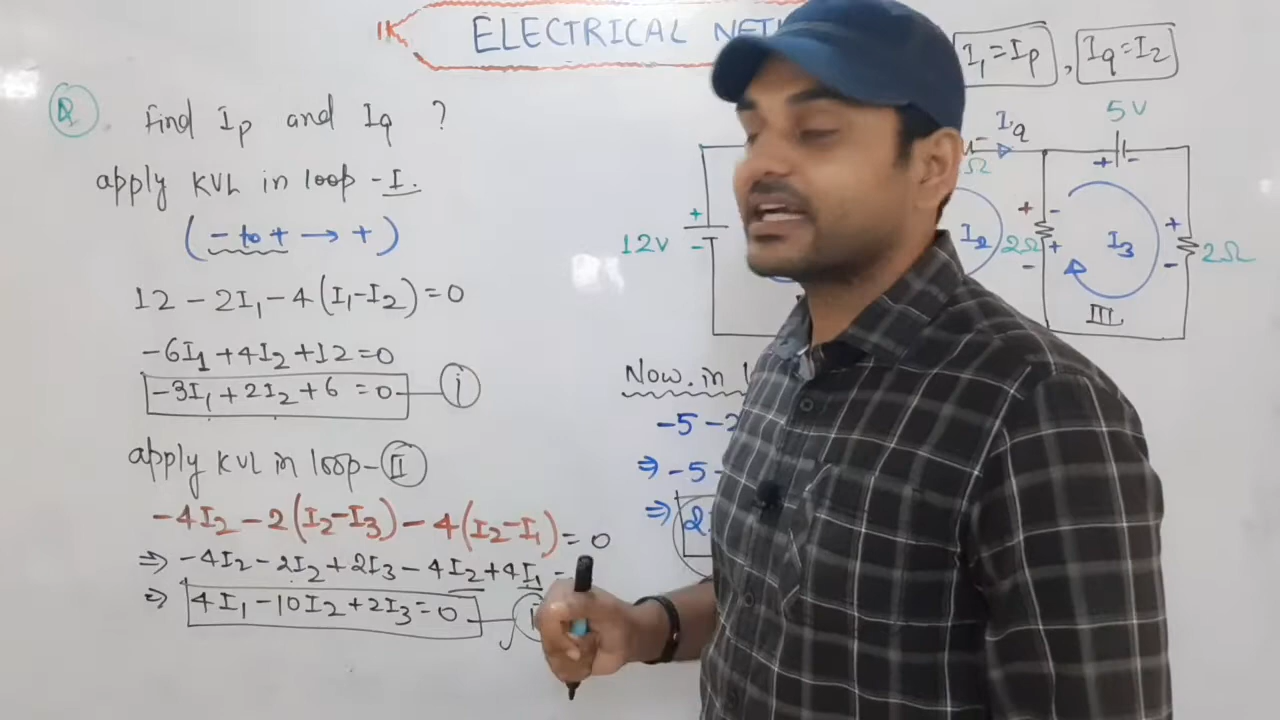 ELECTRICAL
I₁=Ip , Iq=I₂
Q
find Ip and Iq ?
apply KVL in loop-I.
(- to + → +)
12 - 2I₁ - 4(I₁-I₂) = 0
-6I₁ + 4I₂ + 12 = 0
-3I₁ + 2I₂ + 6 = 0 — i
apply KVL in loop-II
-4I₂ - 2(I₂-I₃) - 4(I₂-I₁) = 0
⇒ -4I₂ - 2I₂ + 2I₃ - 4I₂ + 4I₁
⇒ 4I₁ - 10I₂ + 2I₃ = 0
Iq
5V
+ -
Ω
12V
+
-
I₂
2Ω
+
-
-
+
I₃
+
-
2Ω
III
Now. in
-5-2
⇒ -5-
⇒